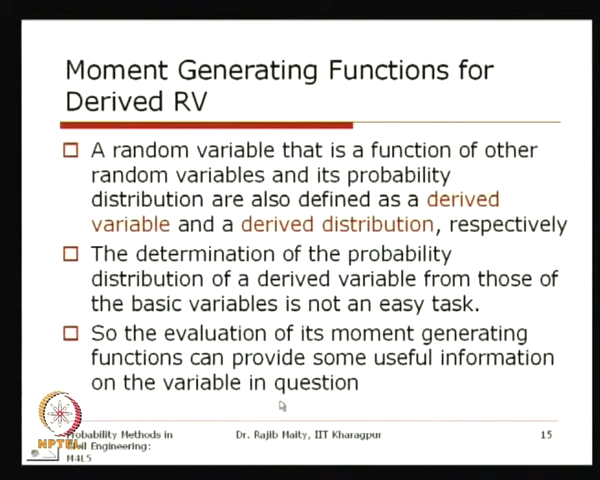 Moment Generating Functions for
Derived RV
A random variable that is a function of other
random variables and its probability
distribution are also defined as a derived
variable and a derived distribution, respectively
The determination of the probability
distribution of a derived variable from those of
the basic variables is not an easy task.
So the evaluation of its moment generating
functions can provide some useful information
on the variable in question
Probability Methods in
Civil Engineering:
M4L5
Dr. Rajib Maity, IIT Kharagpur
15
NPTEL